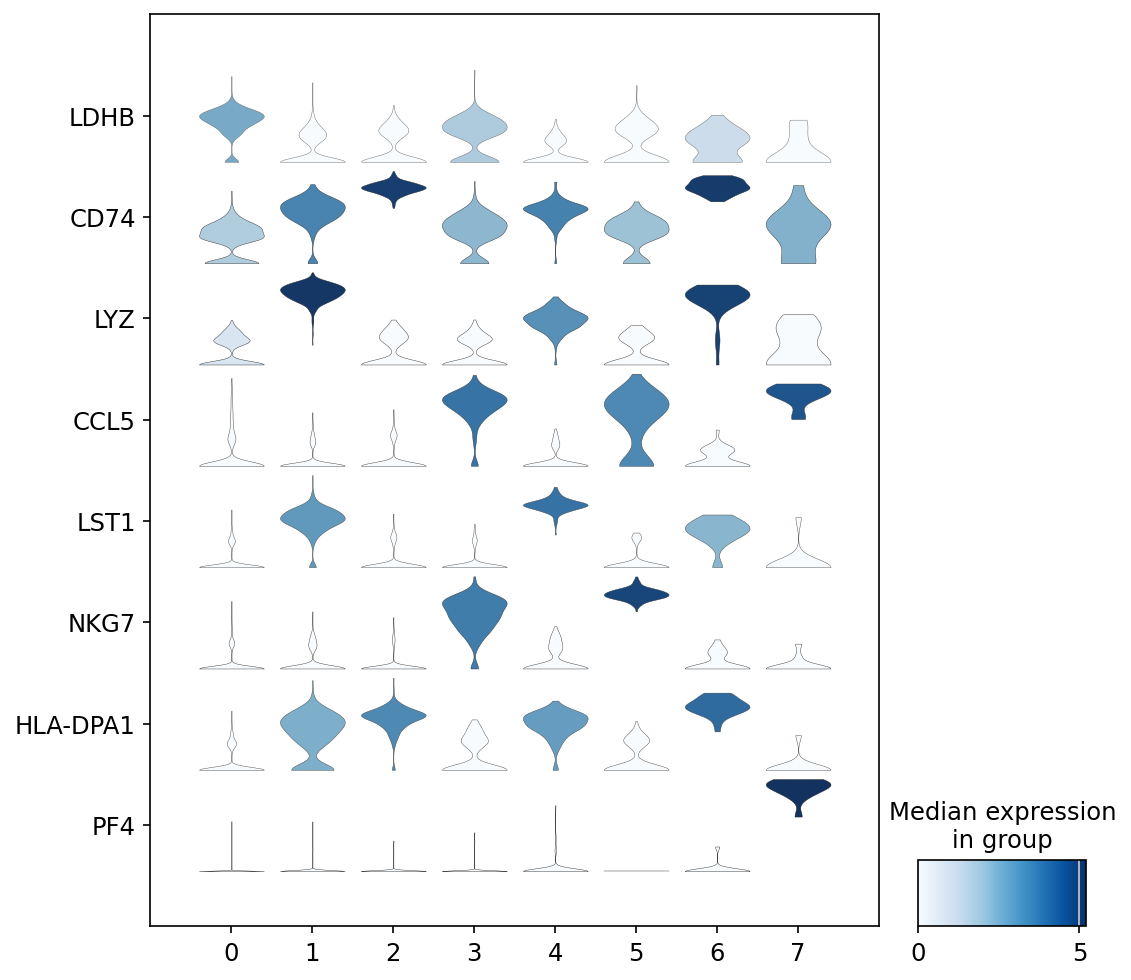 LDHB
CD74
LYZ
CCL5
LST1
NKG7
HLA-DPA1
PF4
0 1 2 3 4 5 6 7
Median expression
in group
0 5